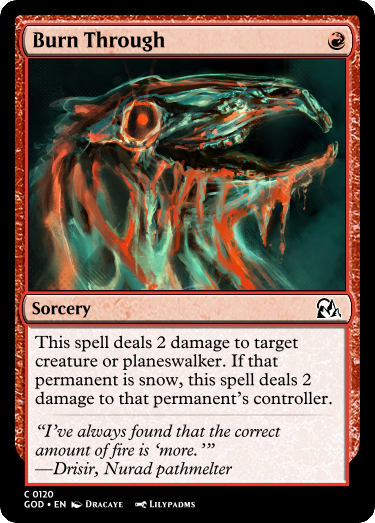 Burn Through
Sorcery
This spell deals 2 damage to target
creature or planeswalker. If that
permanent is snow, this spell deals 2
damage to that permanent's controller.
“I've always found that the correct
amount of fire is ‘more.’”
—Drisir, Nurad pathmelter
C 0120
GOD • EN DRACAYE LILYPADMS